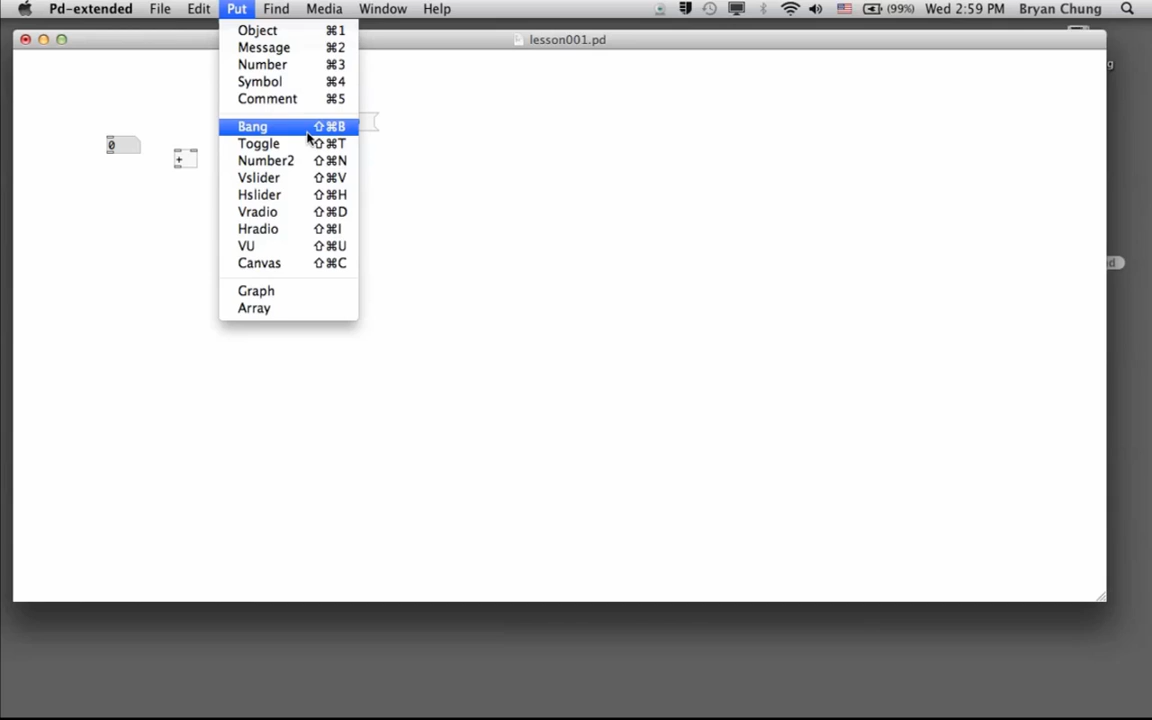 Pd-extended File Edit Put Find Media Window Help (99%) Wed 2:59 PM Bryan Chung
lesson001.pd
Object ⌘1
Message ⌘2
Number ⌘3
Symbol ⌘4
Comment ⌘5
Bang ⇧⌘B
Toggle ⇧⌘T
Number2 ⇧⌘N
Vslider ⇧⌘V
Hslider ⇧⌘H
Vradio ⇧⌘D
Hradio ⇧⌘I
VU ⇧⌘U
Canvas ⇧⌘C
Graph
Array
0
+